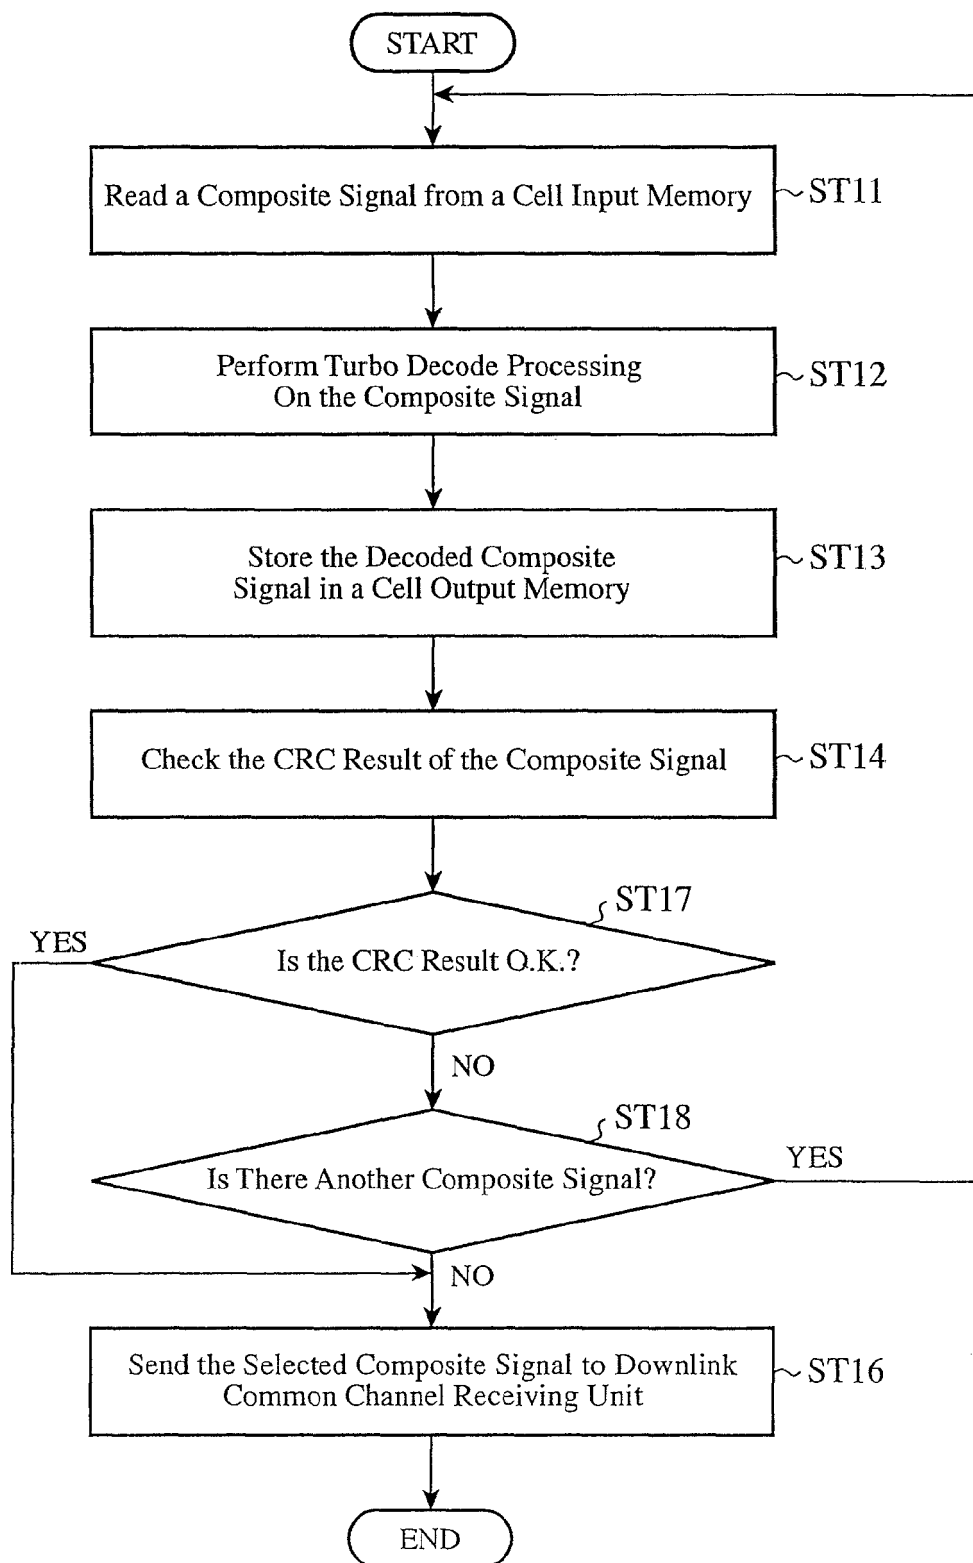 START
Read a Composite Signal from a Cell Input Memory
ST11
Perform Turbo Decode Processing
On the Composite Signal
ST12
Store the Decoded Composite
Signal in a Cell Output Memory
ST13
Check the CRC Result of the Composite Signal
ST14
ST17
YES
Is the CRC Result O.K.?
NO
ST18
Is There Another Composite Signal?
YES
NO
Send the Selected Composite Signal to Downlink
Common Channel Receiving Unit
ST16
END